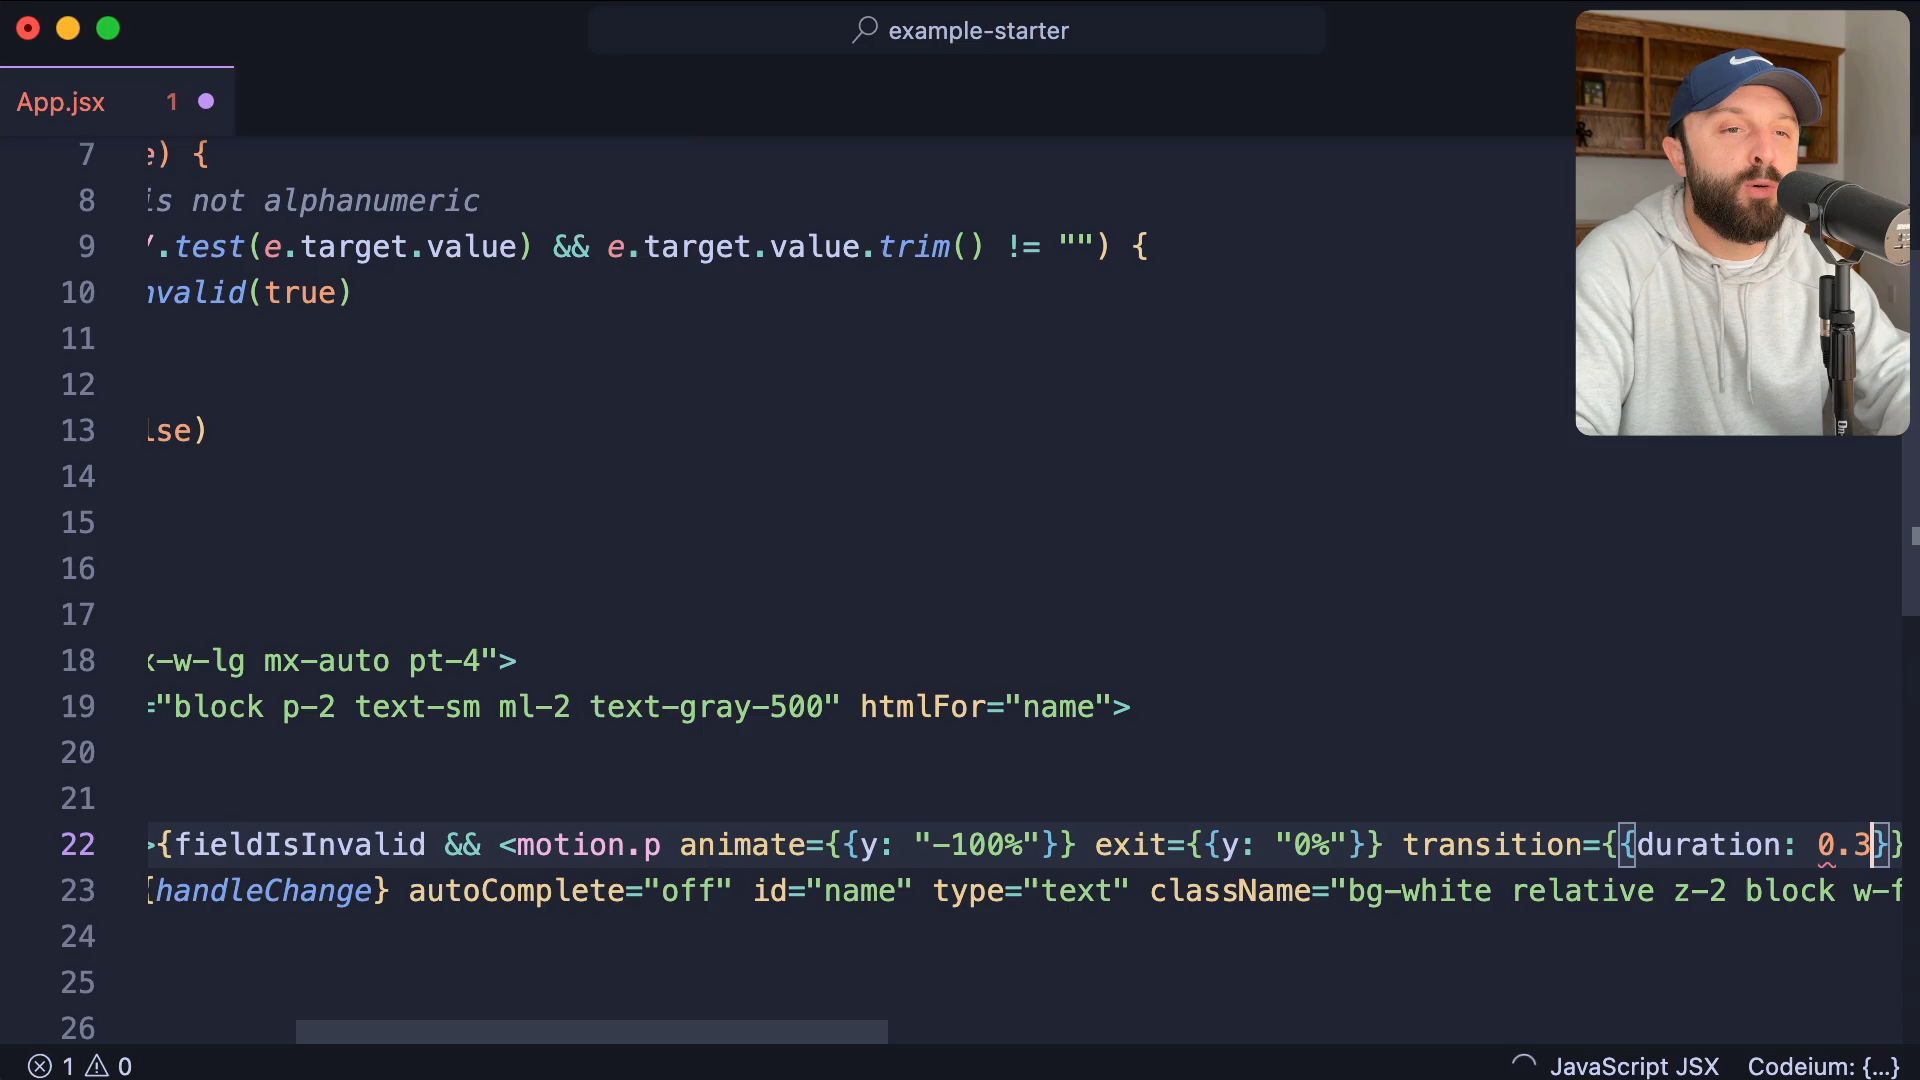 example-starter
App.jsx 1
7 e) {
8 is not alphanumeric
9 /.test(e.target.value) && e.target.value.trim() != "") {
10 nvalid(true)
11
12
13 lse)
14
15
16
17
18 x-w-lg mx-auto pt-4">
19 ="block p-2 text-sm ml-2 text-gray-500" htmlFor="name">
20
21
22 >{fieldIsInvalid && <motion.p animate={{y: "-100%"}} exit={{y: "0%"}} transition={{duration: 0.3}}
23 {handleChange} autoComplete="off" id="name" type="text" className="bg-white relative z-2 block w-f
24
25
26
1 0 JavaScript JSX Codeium: {...}